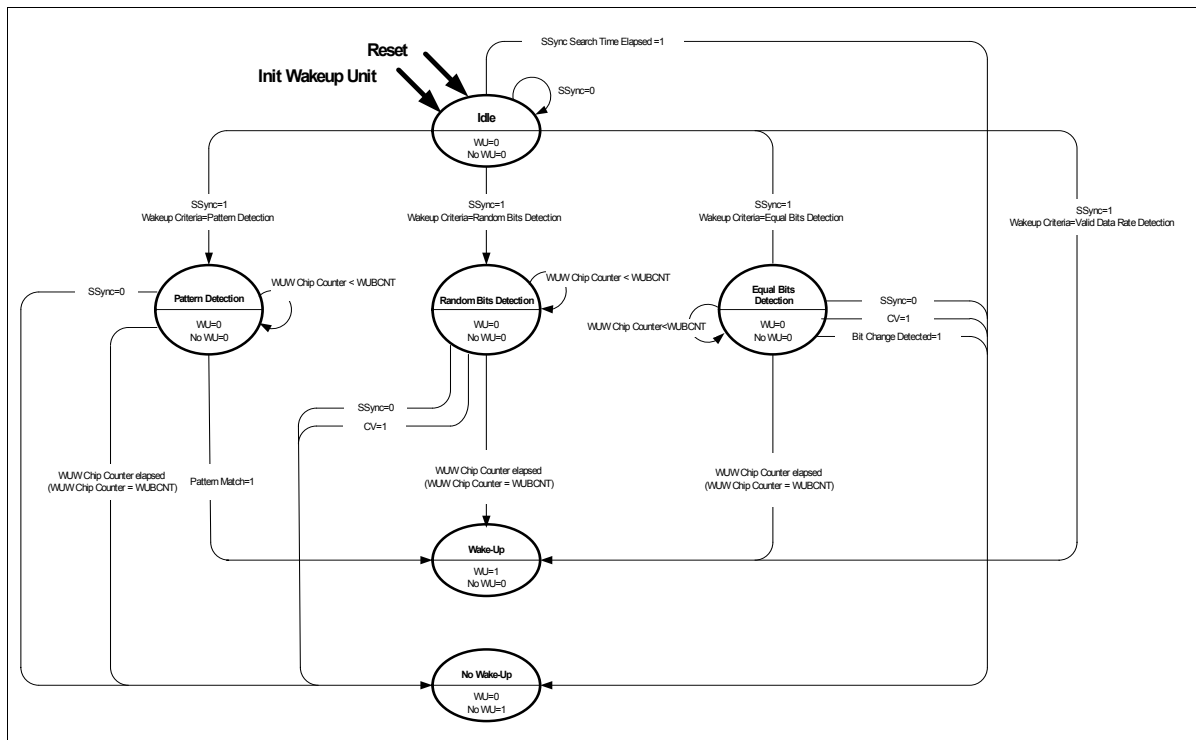 SSync Search Time Elapsed =1
Reset
Init Wakeup Unit
SSync=0
Idle
WU=0
No WU=0
SSync=1
Wakeup Criteria=Pattern Detection
SSync=1
Wakeup Criteria=Random Bits Detection
SSync=1
Wakeup Criteria=Equal Bits Detection
SSync=1
Wakeup Criteria=Valid Data Rate Detection
SSync=0
Pattern Detection
WU=0
No WU=0
WUW Chip Counter < WUBCNT
Random Bits Detection
WU=0
No WU=0
WUW Chip Counter < WUBCNT
Equal Bits
Detection
WU=0
No WU=0
WUW Chip Counter<WUBCNT
SSync=0
CV=1
Bit Change Detected=1
SSync=0
CV=1
WUW Chip Counter elapsed
(WUW Chip Counter = WUBCNT)
Pattern Match=1
WUW Chip Counter elapsed
(WUW Chip Counter = WUBCNT)
WUW Chip Counter elapsed
(WUW Chip Counter = WUBCNT)
Wake-Up
WU=1
No WU=0
No Wake-Up
WU=0
No WU=1